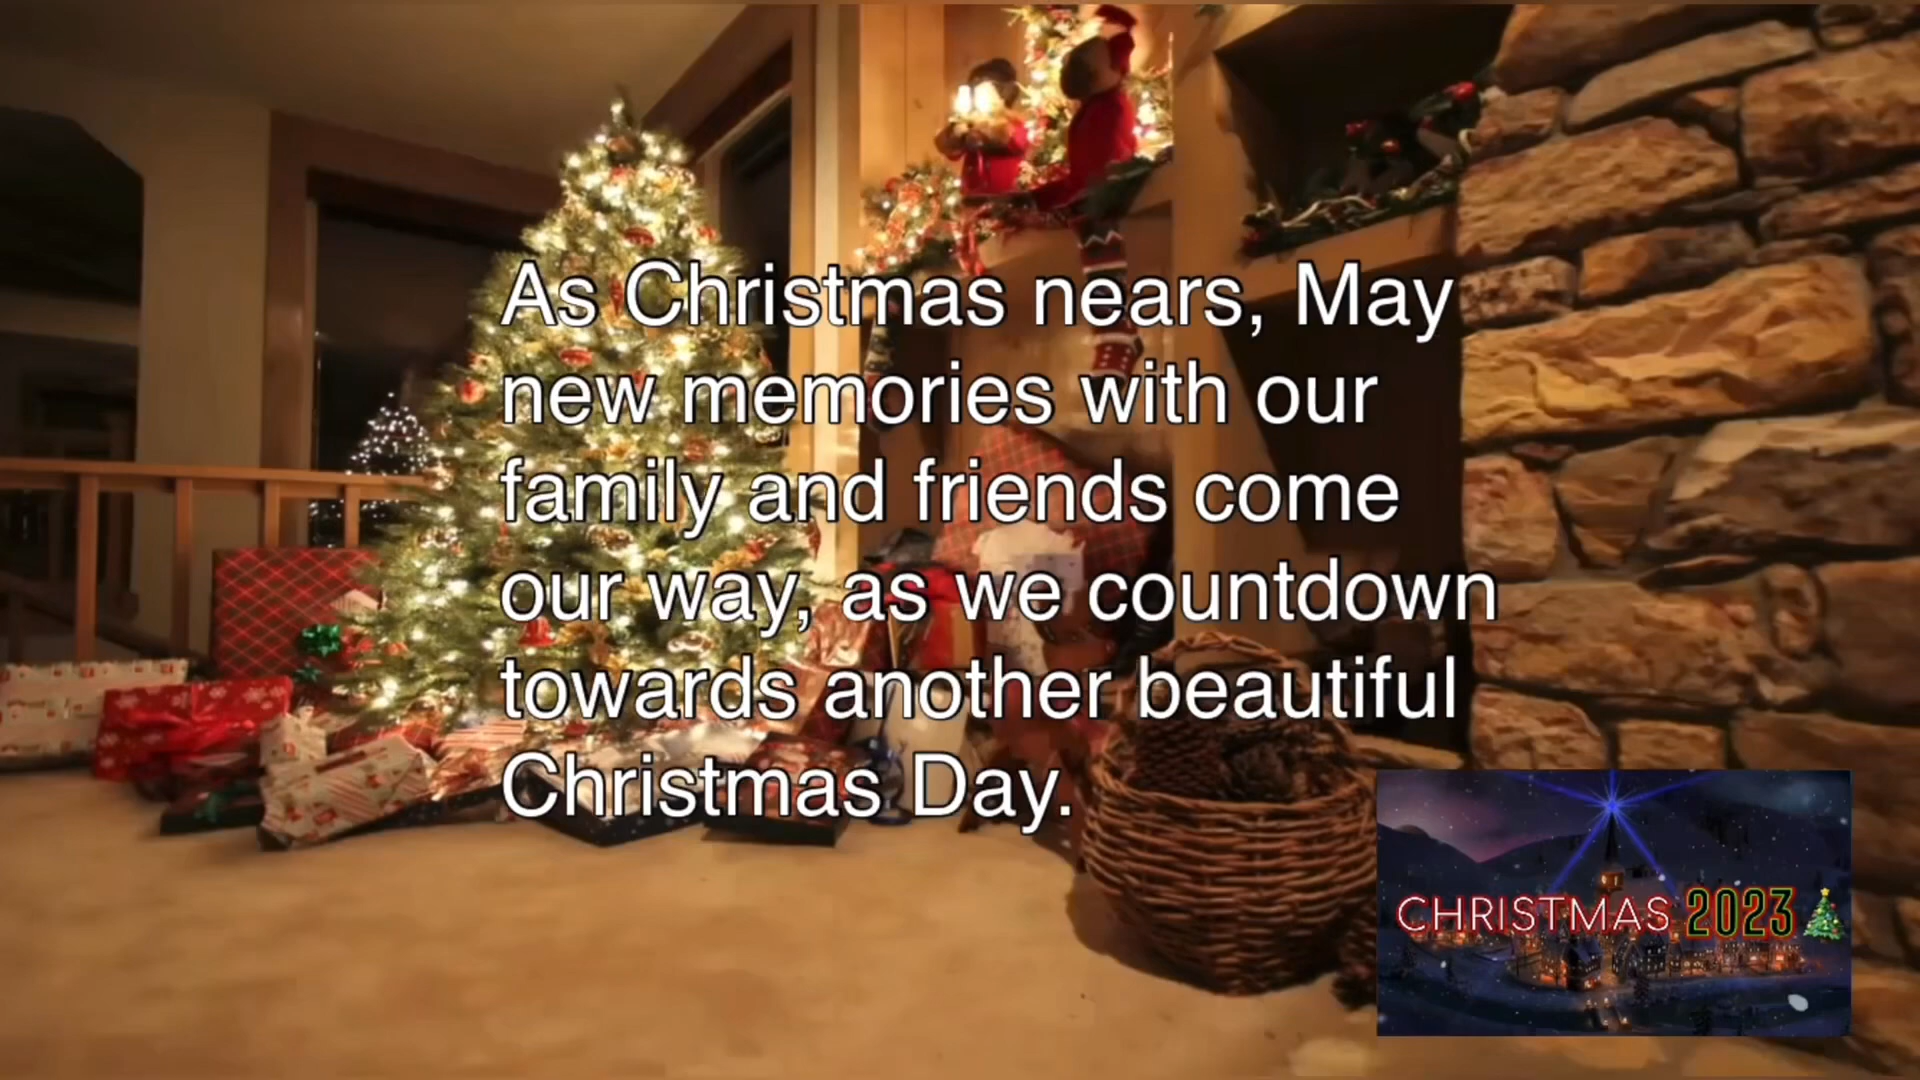 As Christmas nears, May
new memories with our
family and friends come
our way, as we countdown
towards another beautiful
Christmas Day.
CHRISTMAS 2023